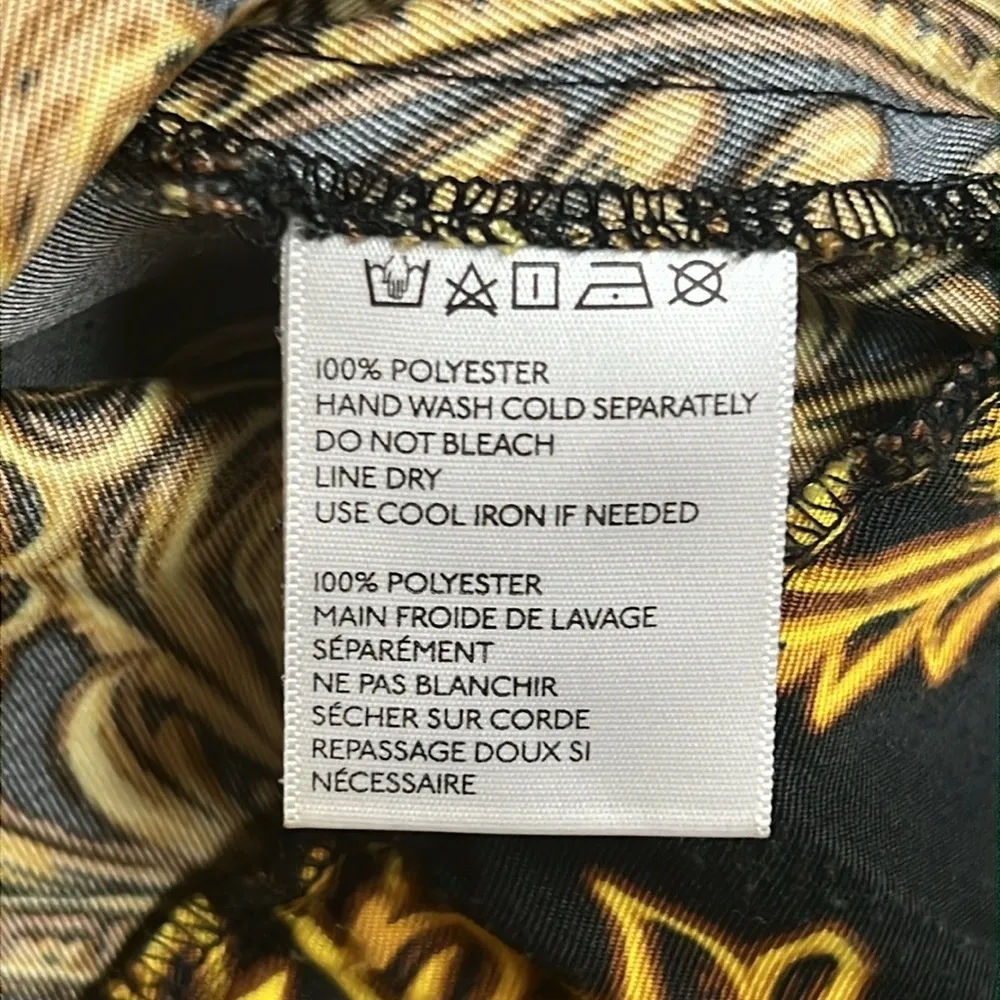 100% POLYESTER
HAND WASH COLD SEPARATELY
DO NOT BLEACH
LINE DRY
USE COOL IRON IF NEEDED
100% POLYESTER
MAIN FROIDE DE LAVAGE
SÉPARÉMENT
NE PAS BLANCHIR
SÉCHER SUR CORDE
REPASSAGE DOUX SI
NÉCESSAIRE